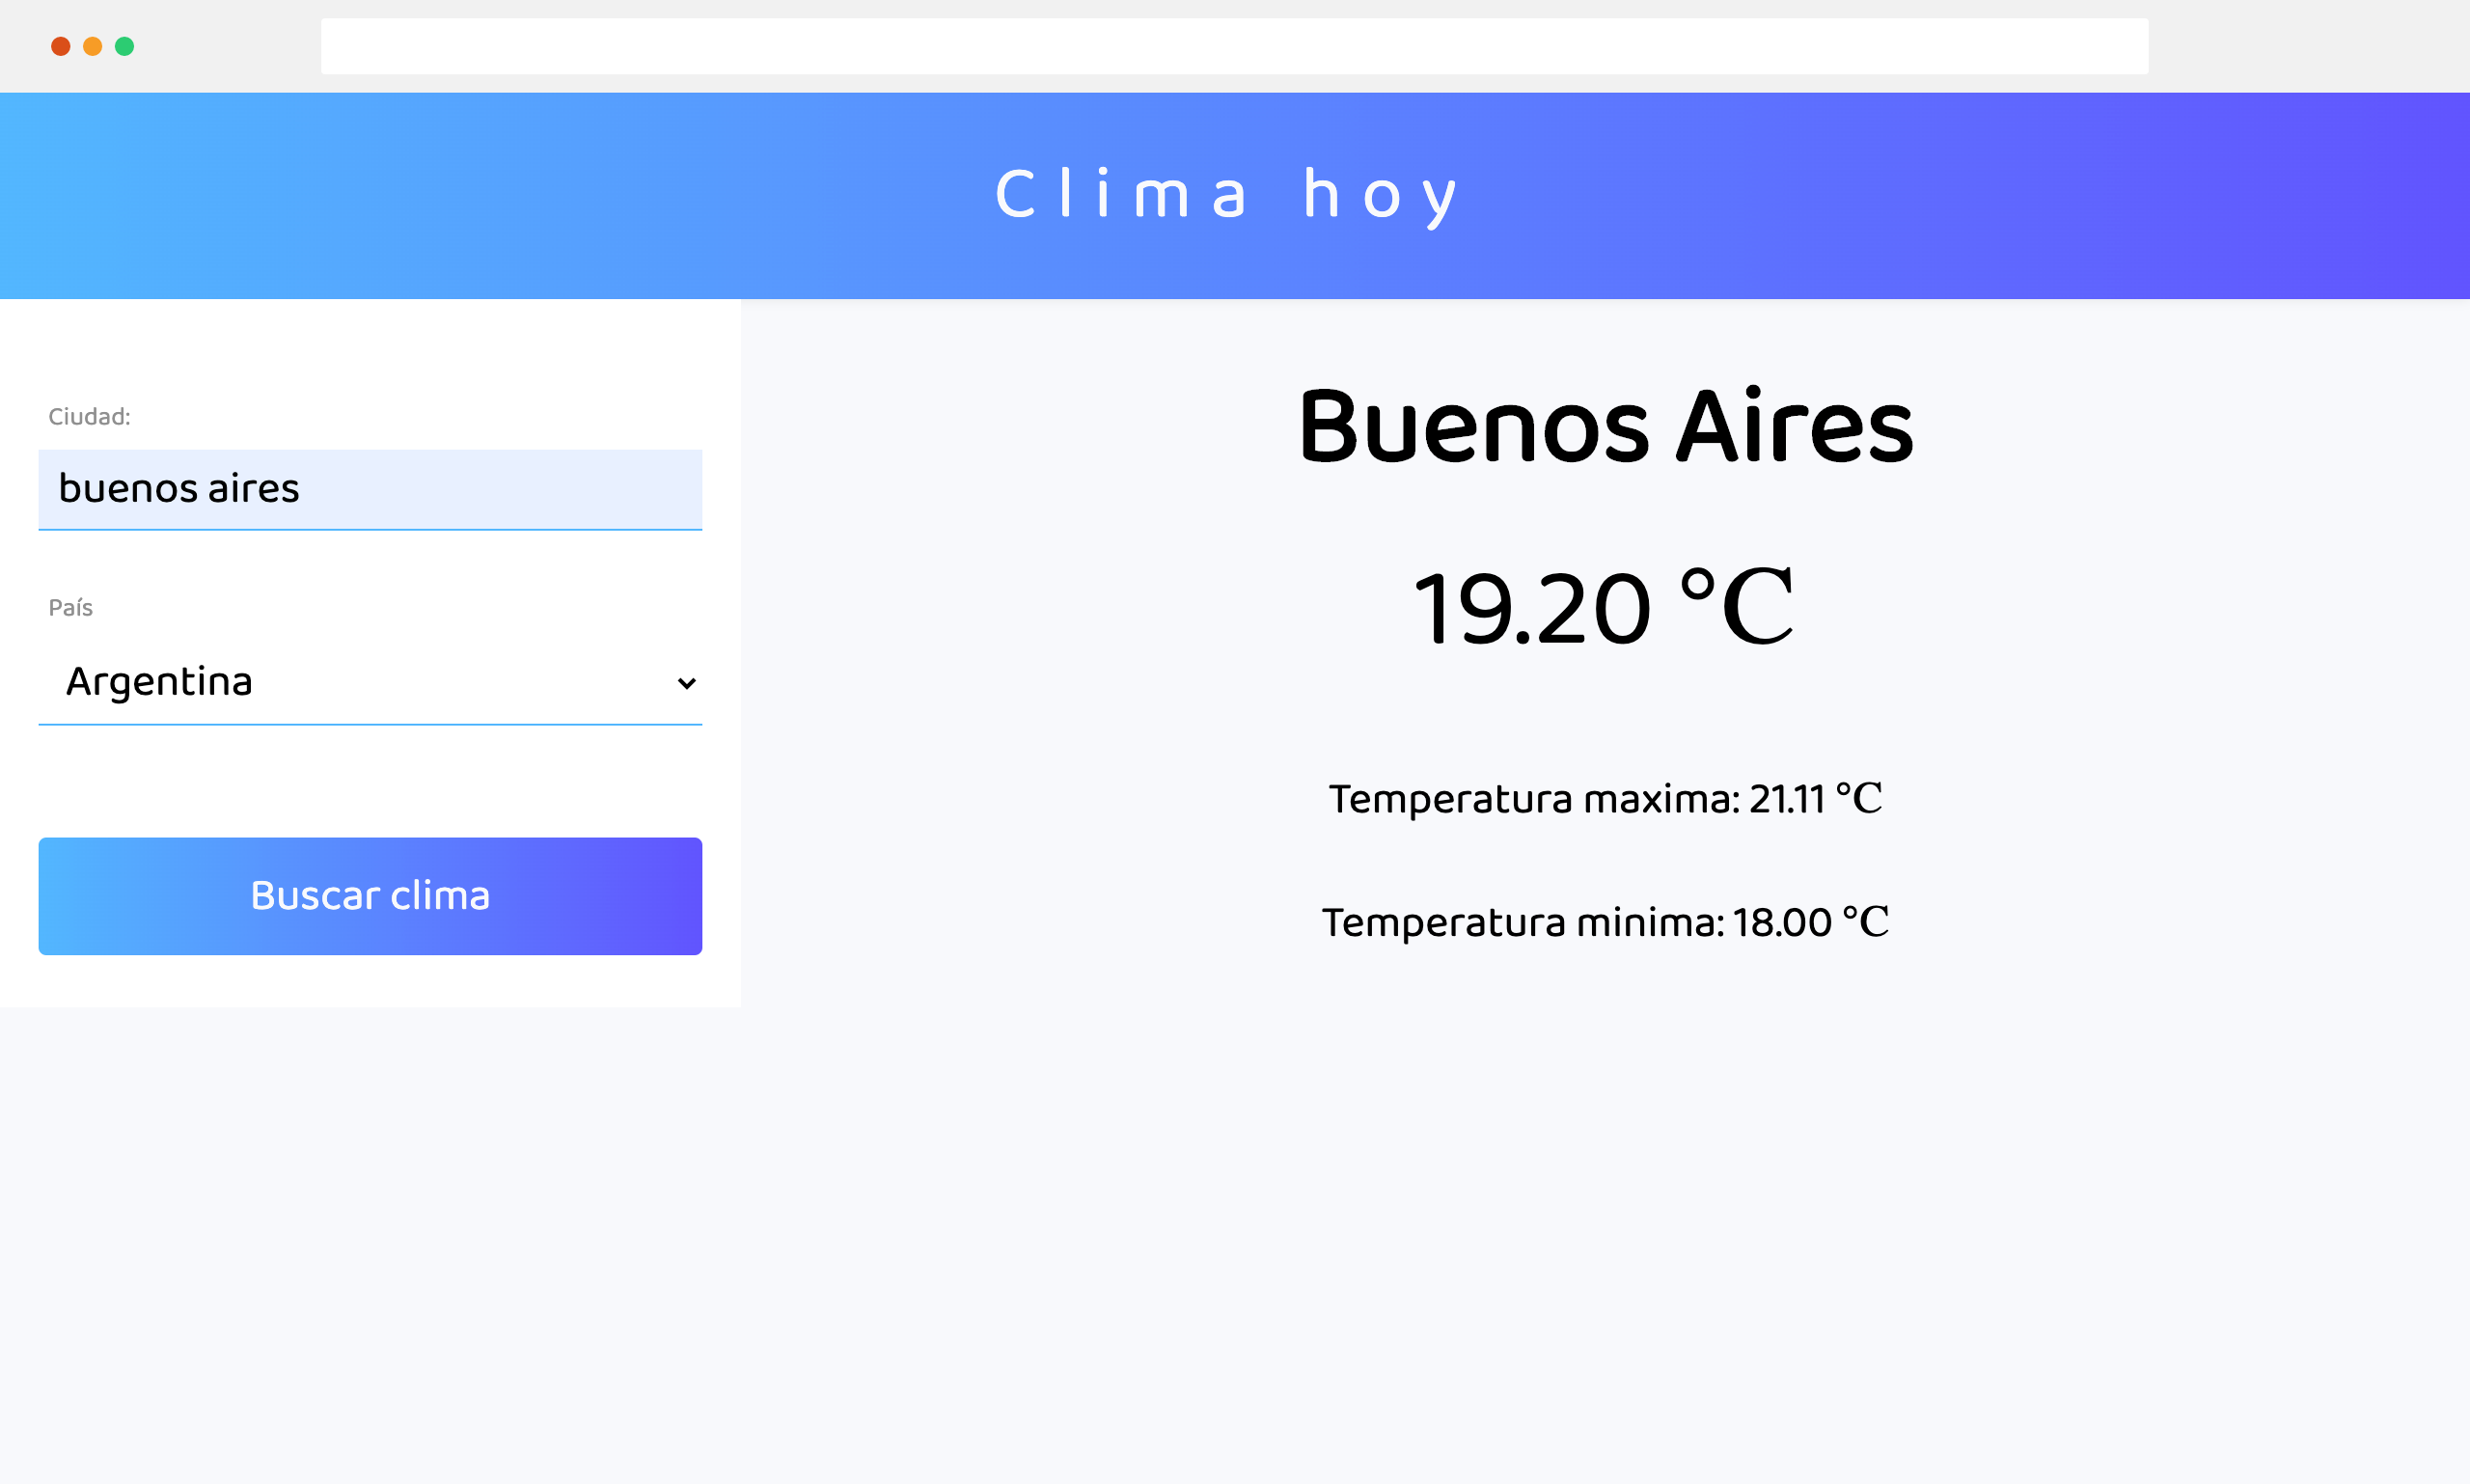 Clima hoy
Ciudad:
buenos aires
País
Argentina
Buscar clima
Buenos Aires
19.20 ℃
Temperatura maxima: 21.11 ℃
Temperatura minima: 18.00 ℃